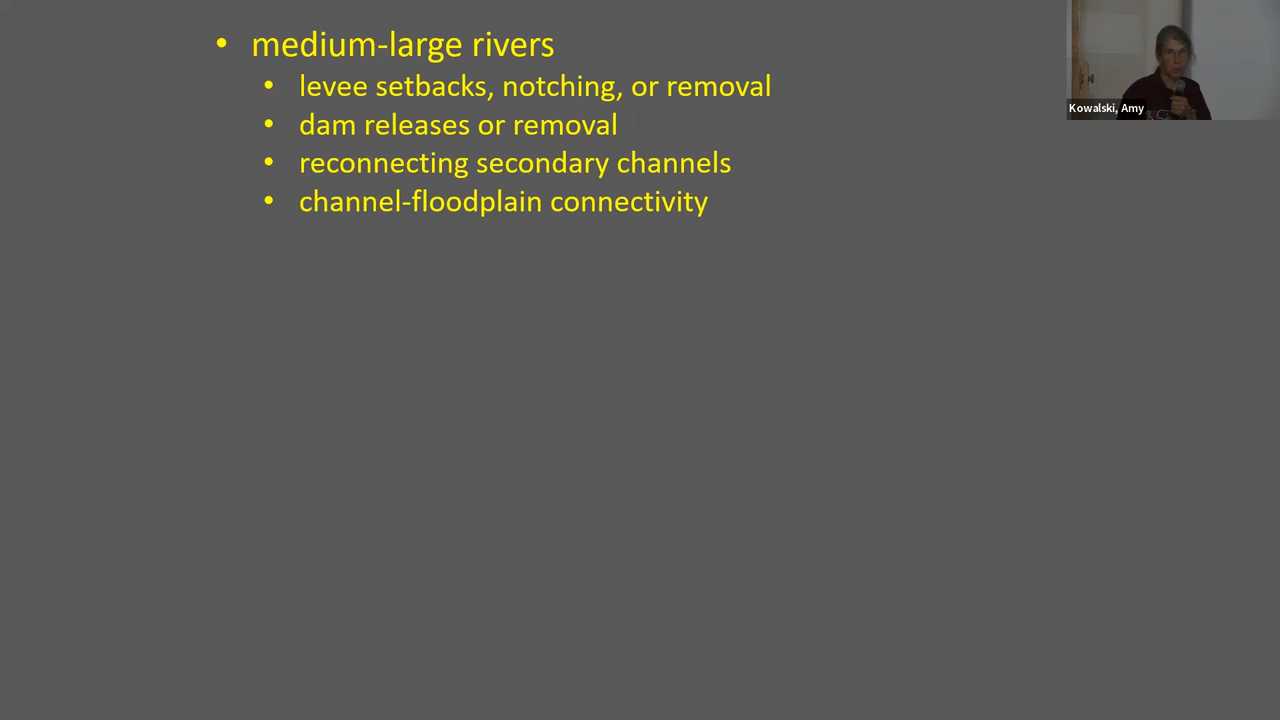 • medium-large rivers
• levee setbacks, notching, or removal
• dam releases or removal
• reconnecting secondary channels
• channel-floodplain connectivity
Kowalski, Amy